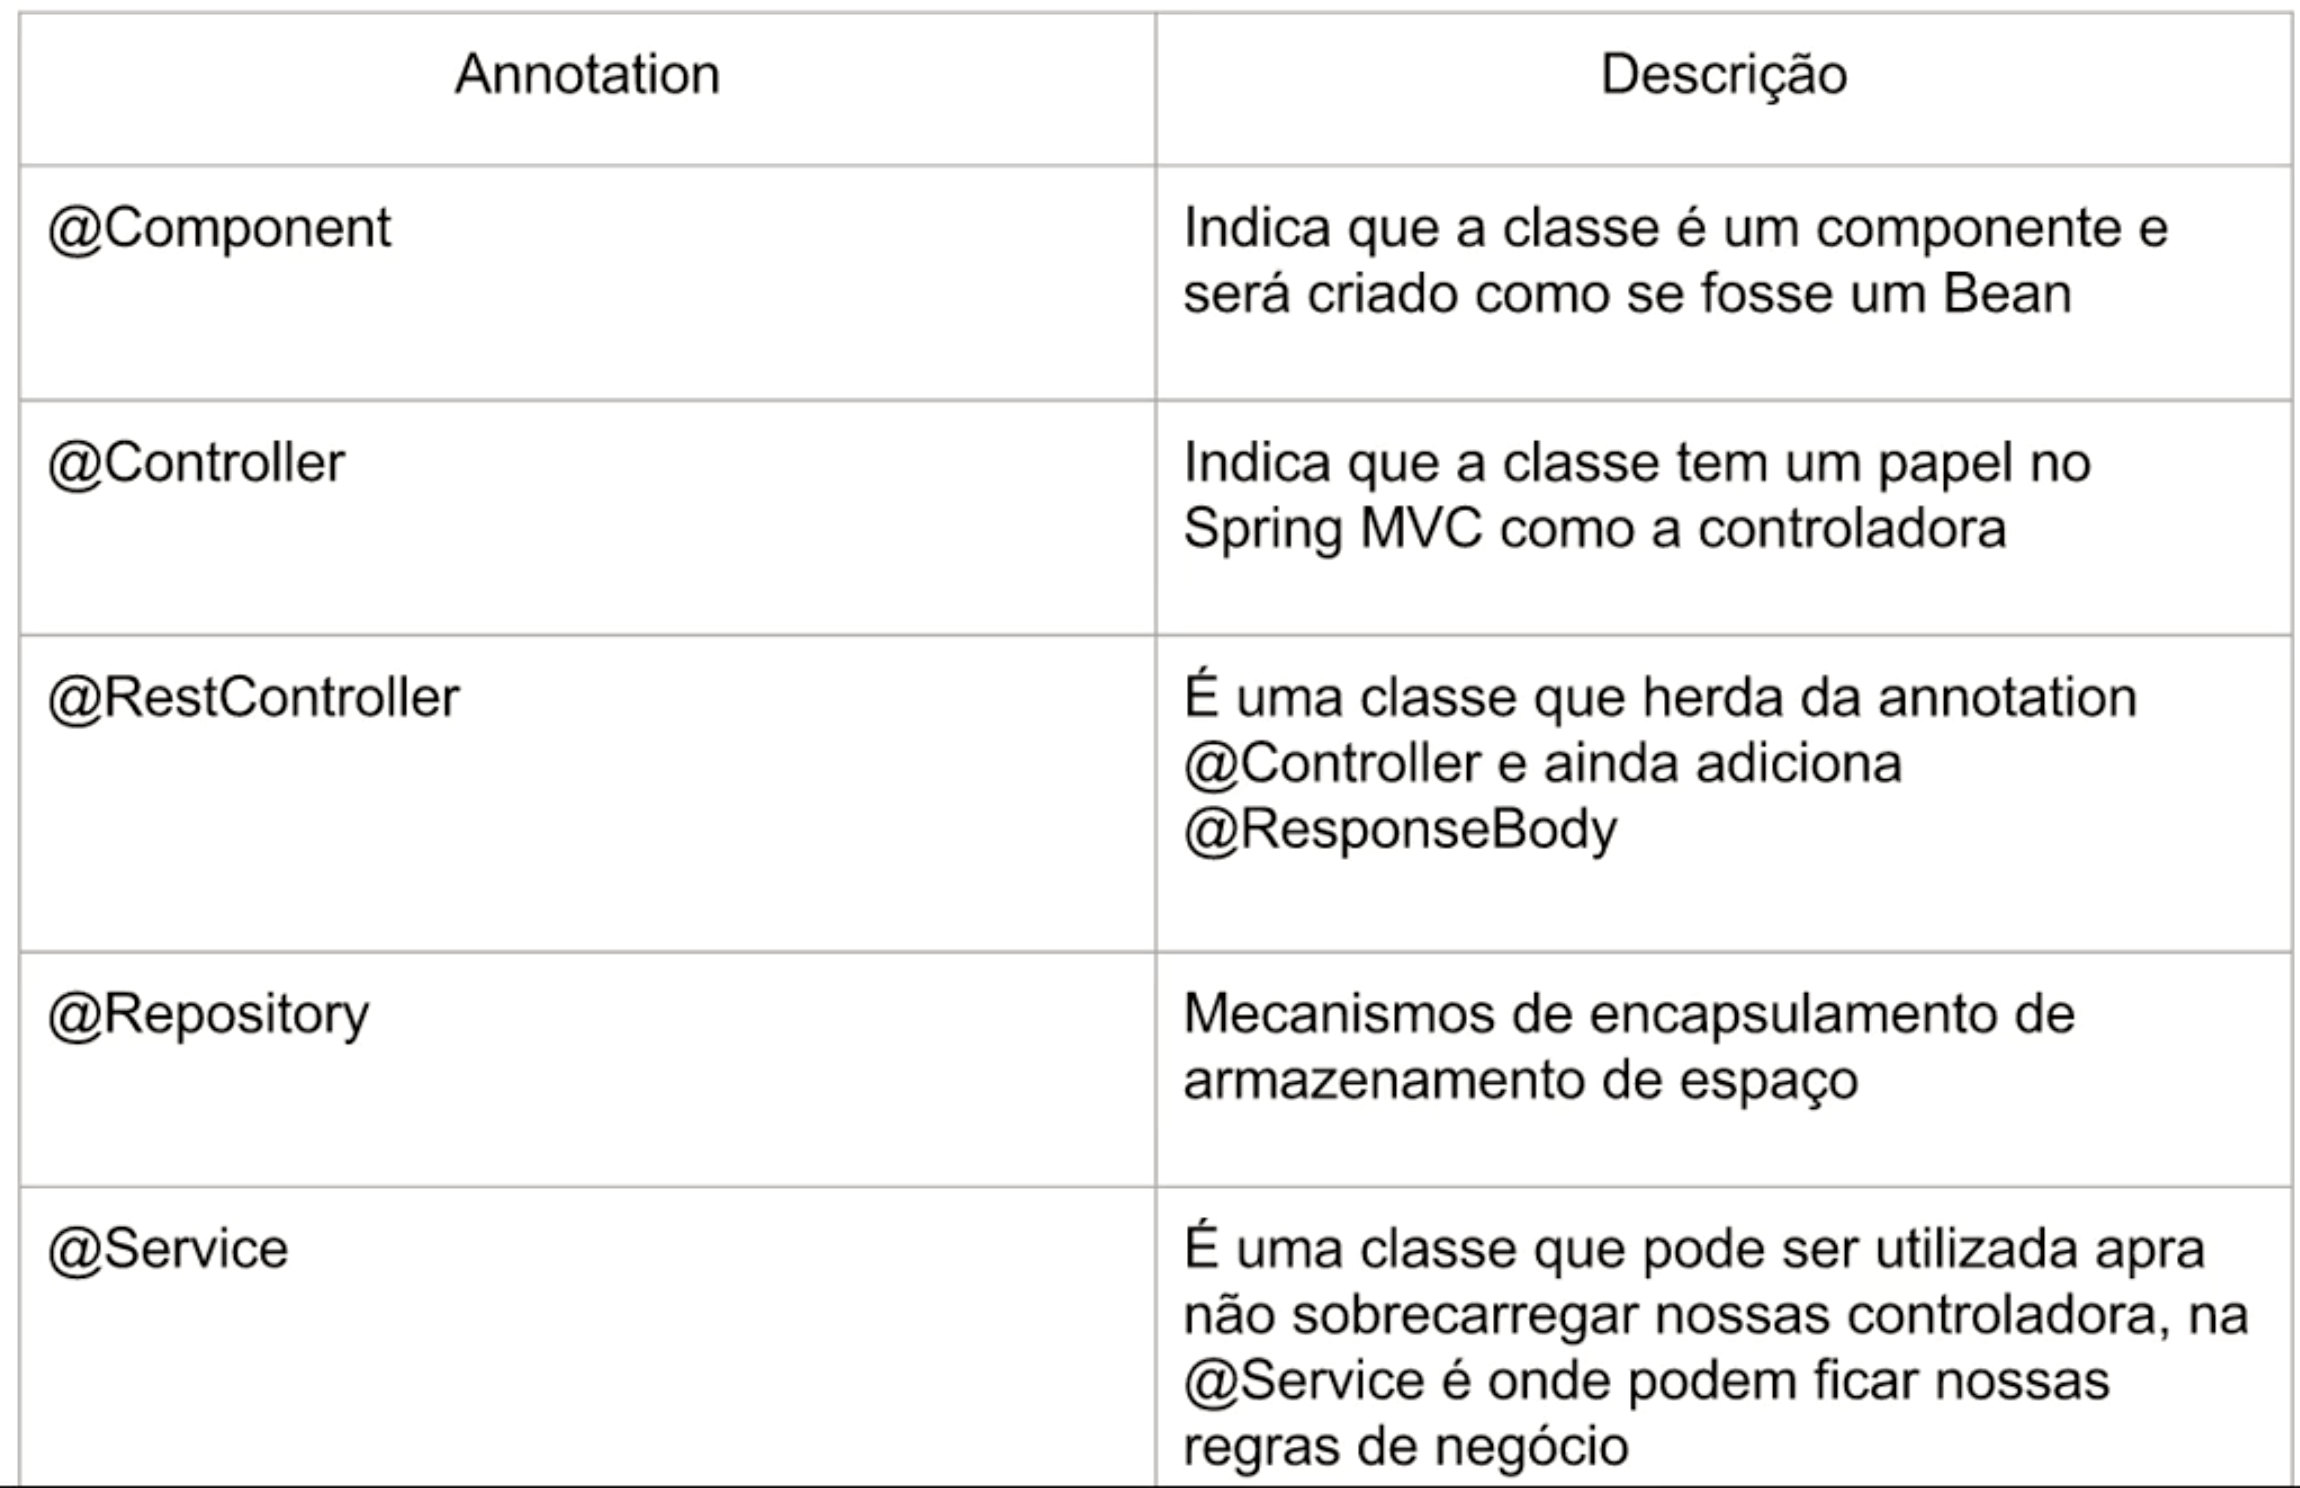 Annotation
Descrição
@Component
Indica que a classe é um componente e
será criado como se fosse um Bean
@Controller
Indica que a classe tem um papel no
Spring MVC como a controladora
@RestController
É uma classe que herda da annotation
@Controller e ainda adiciona
@ResponseBody
@Repository
Mecanismos de encapsulamento de
armazenamento de espaço
@Service
É uma classe que pode ser utilizada apra
não sobrecarregar nossas controladora, na
@Service é onde podem ficar nossas
regras de negócio